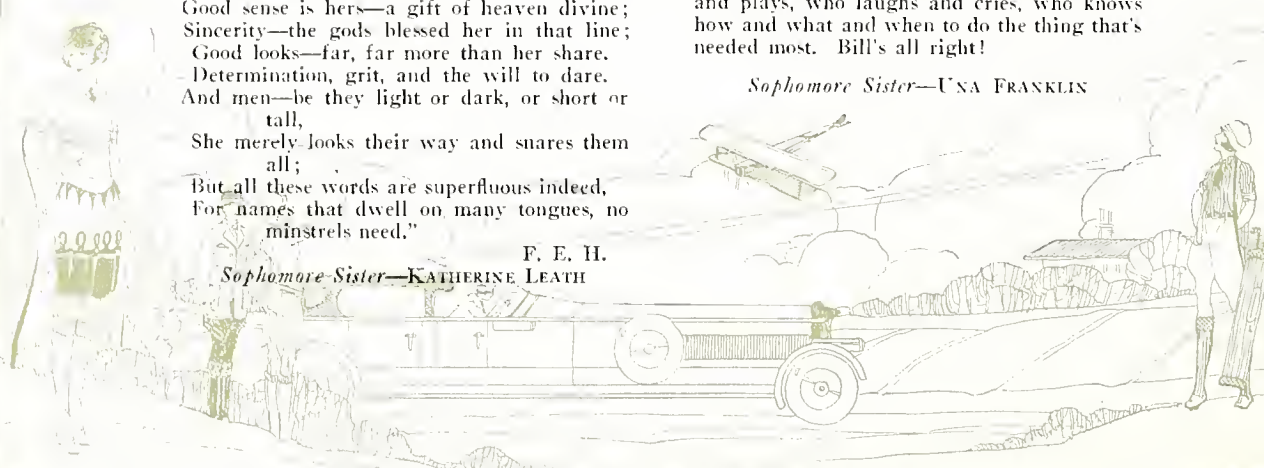 Good sense is hers—a gift of heaven divine;
Sincerity—the gods blessed her in that line;
Good looks—far, far more than her share.
Determination, grit, and the will to dare.
And men—be they light or dark, or short or
tall,
She merely looks their way and snares them
all;
But all these words are superfluous indeed,
For names that dwell on many tongues, no
minstrels need."
F. E. H.
Sophomore Sister—KATHERINE LEATH
and plays, who laughs and cries, who knows
how and what and when to do the thing that's
needed most. Bill's all right!
Sophomore Sister—UNA FRANKLIN